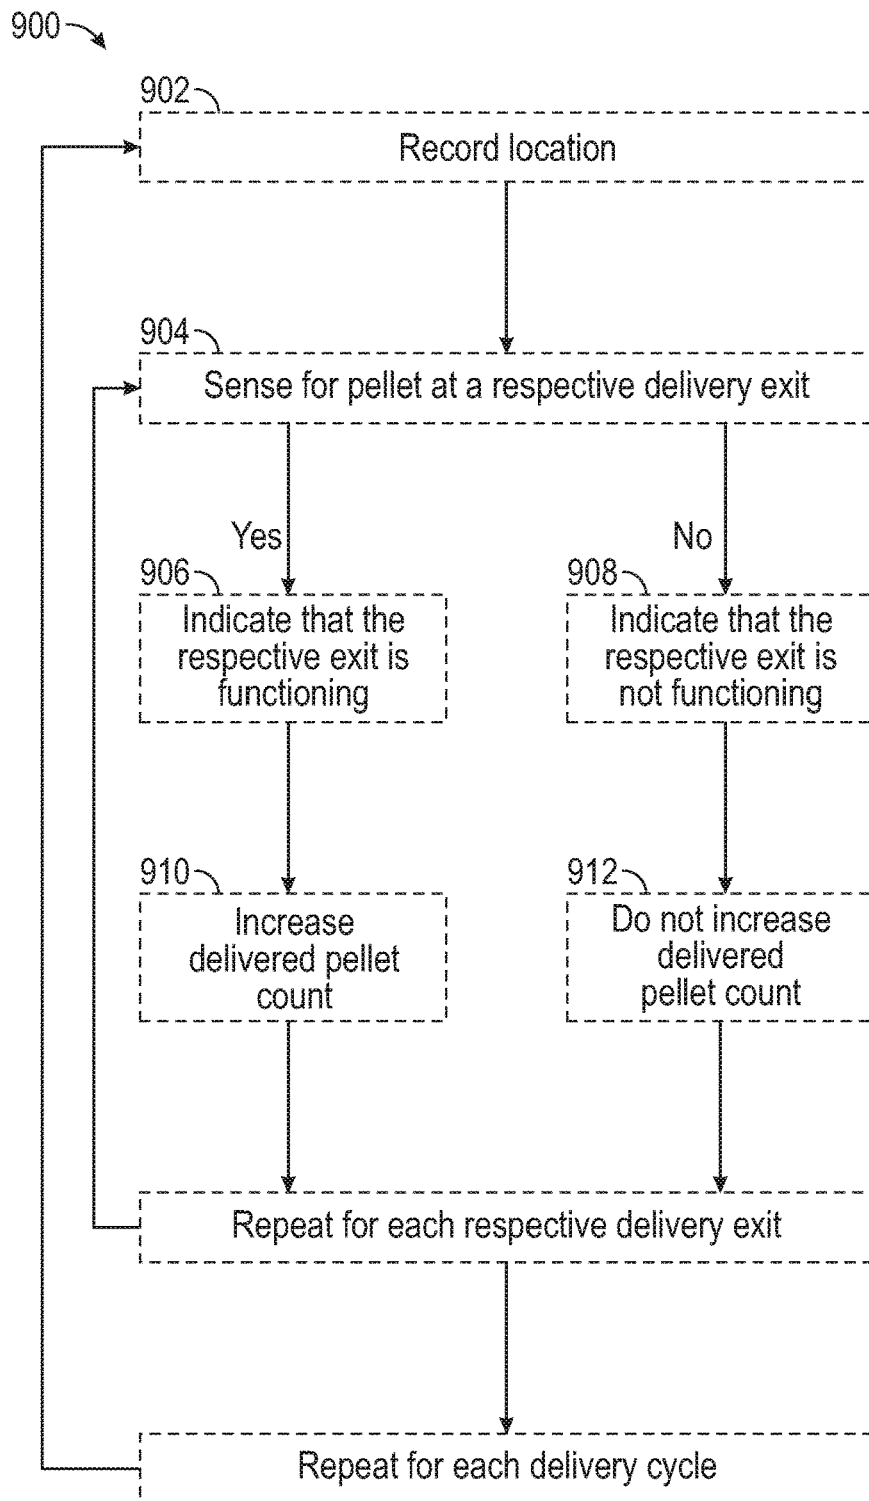 900
902
Record location
904
Sense for pellet at a respective delivery exit
Yes
No
906
Indicate that the
respective exit is
functioning
908
Indicate that the
respective exit is
not functioning
910
Increase
delivered pellet
count
912
Do not increase
delivered
pellet count
Repeat for each respective delivery exit
Repeat for each delivery cycle